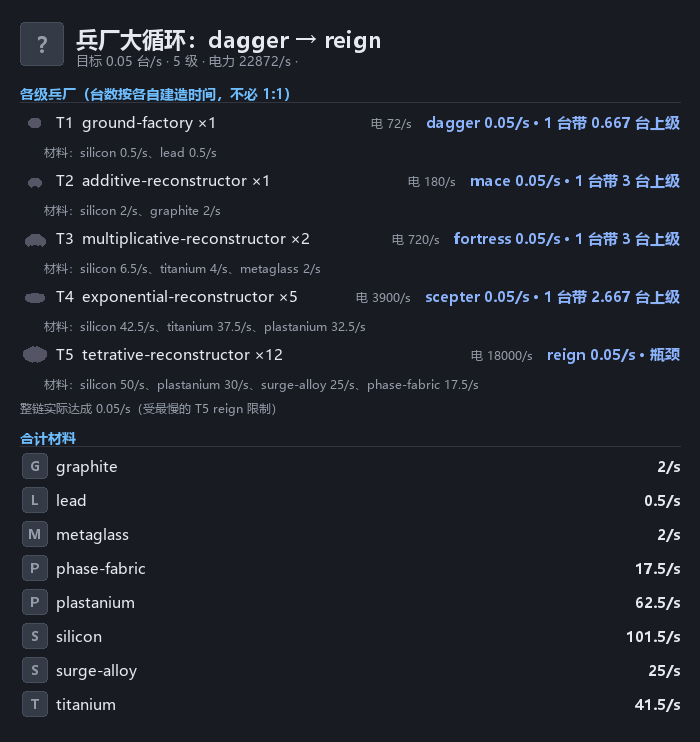 ?
兵厂大循环：dagger → reign
目标 0.05 台/s · 5 级 · 电力 22872/s ·
各级兵厂（台数按各自建造时间，不必 1:1）
T1 ground-factory ×1 电 72/s dagger 0.05/s • 1 台带 0.667 台上级
材料：silicon 0.5/s、lead 0.5/s
T2 additive-reconstructor ×1 电 180/s mace 0.05/s • 1 台带 3 台上级
材料：silicon 2/s、graphite 2/s
T3 multiplicative-reconstructor ×2 电 720/s fortress 0.05/s • 1 台带 3 台上级
材料：silicon 6.5/s、titanium 4/s、metaglass 2/s
T4 exponential-reconstructor ×5 电 3900/s scepter 0.05/s • 1 台带 2.667 台上级
材料：silicon 42.5/s、titanium 37.5/s、plastanium 32.5/s
T5 tetrative-reconstructor ×12 电 18000/s reign 0.05/s • 瓶颈
材料：silicon 50/s、plastanium 30/s、surge-alloy 25/s、phase-fabric 17.5/s
整链实际达成 0.05/s（受最慢的 T5 reign 限制）
合计材料
G graphite 2/s
L lead 0.5/s
M metaglass 2/s
P phase-fabric 17.5/s
P plastanium 62.5/s
S silicon 101.5/s
S surge-alloy 25/s
T titanium 41.5/s